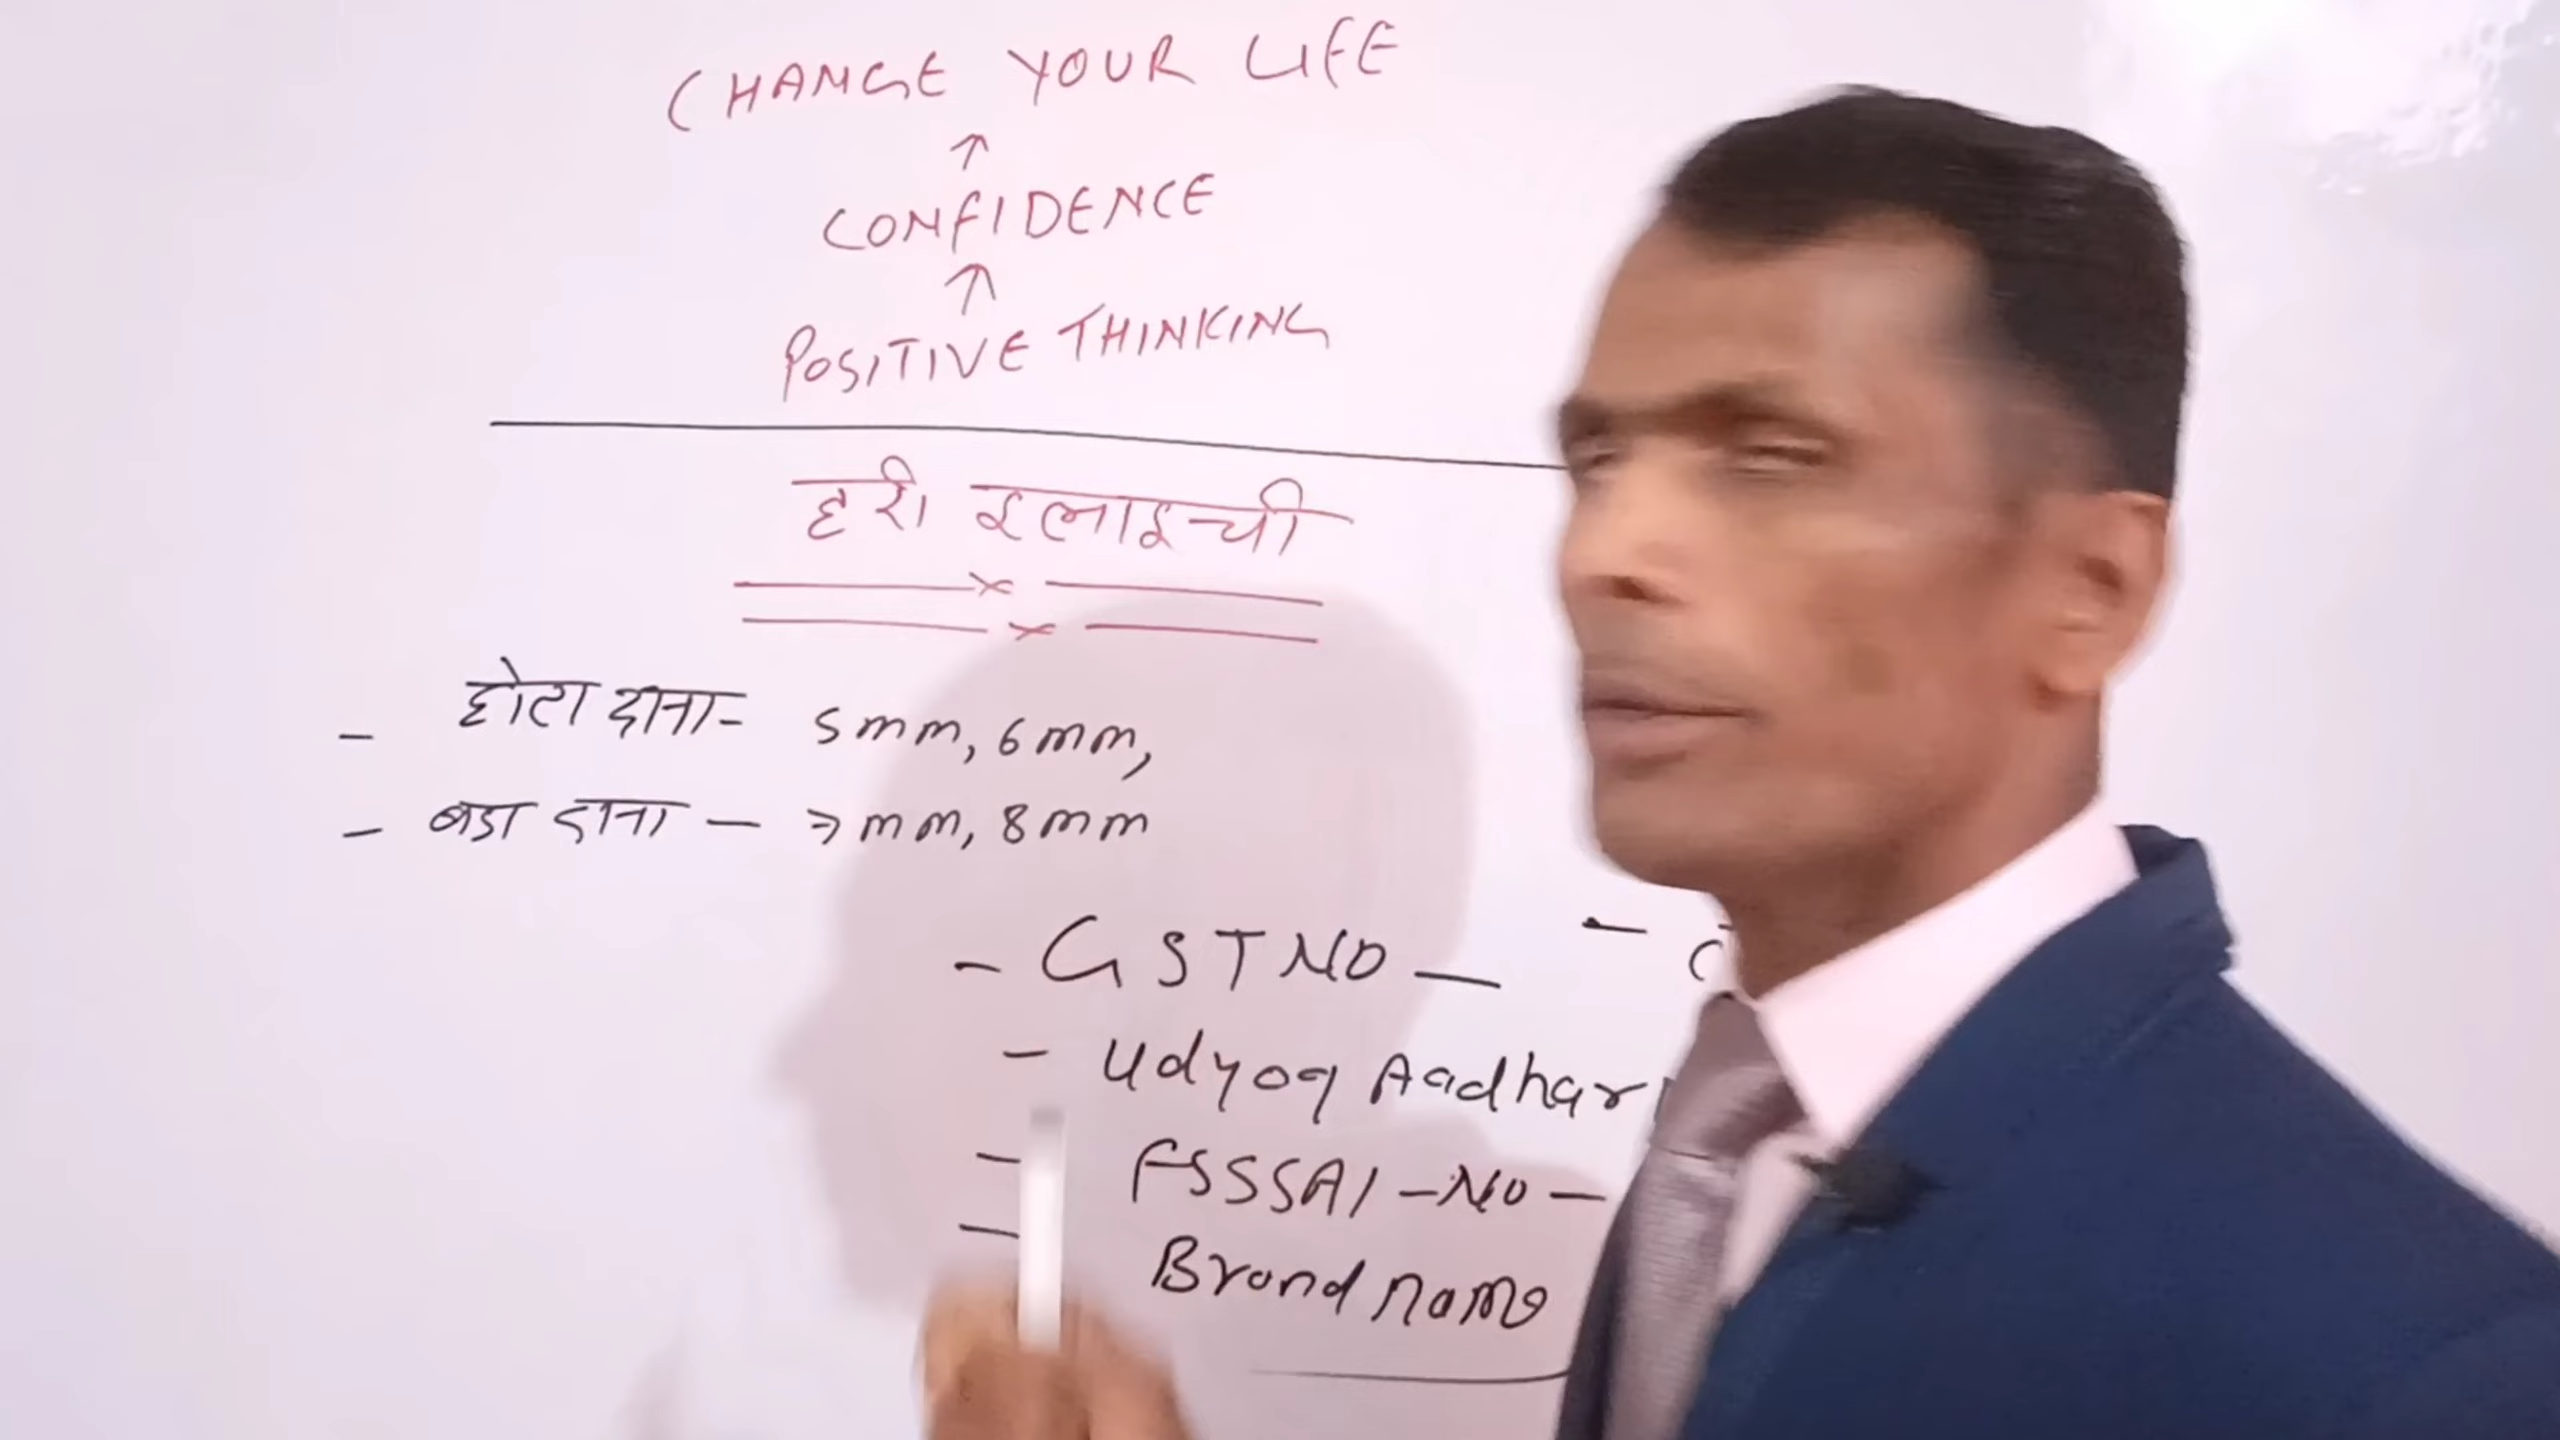 CHANGE YOUR LIFE
↑
CONFIDENCE
↑
POSITIVE THINKING
हरी इलाइची
- छोटा दाना - 5mm, 6mm,
- बडा दाना - 7mm, 8mm
- GST NO -
- Udyog Aadhar
- FSSSAI - NO -
- Brand name